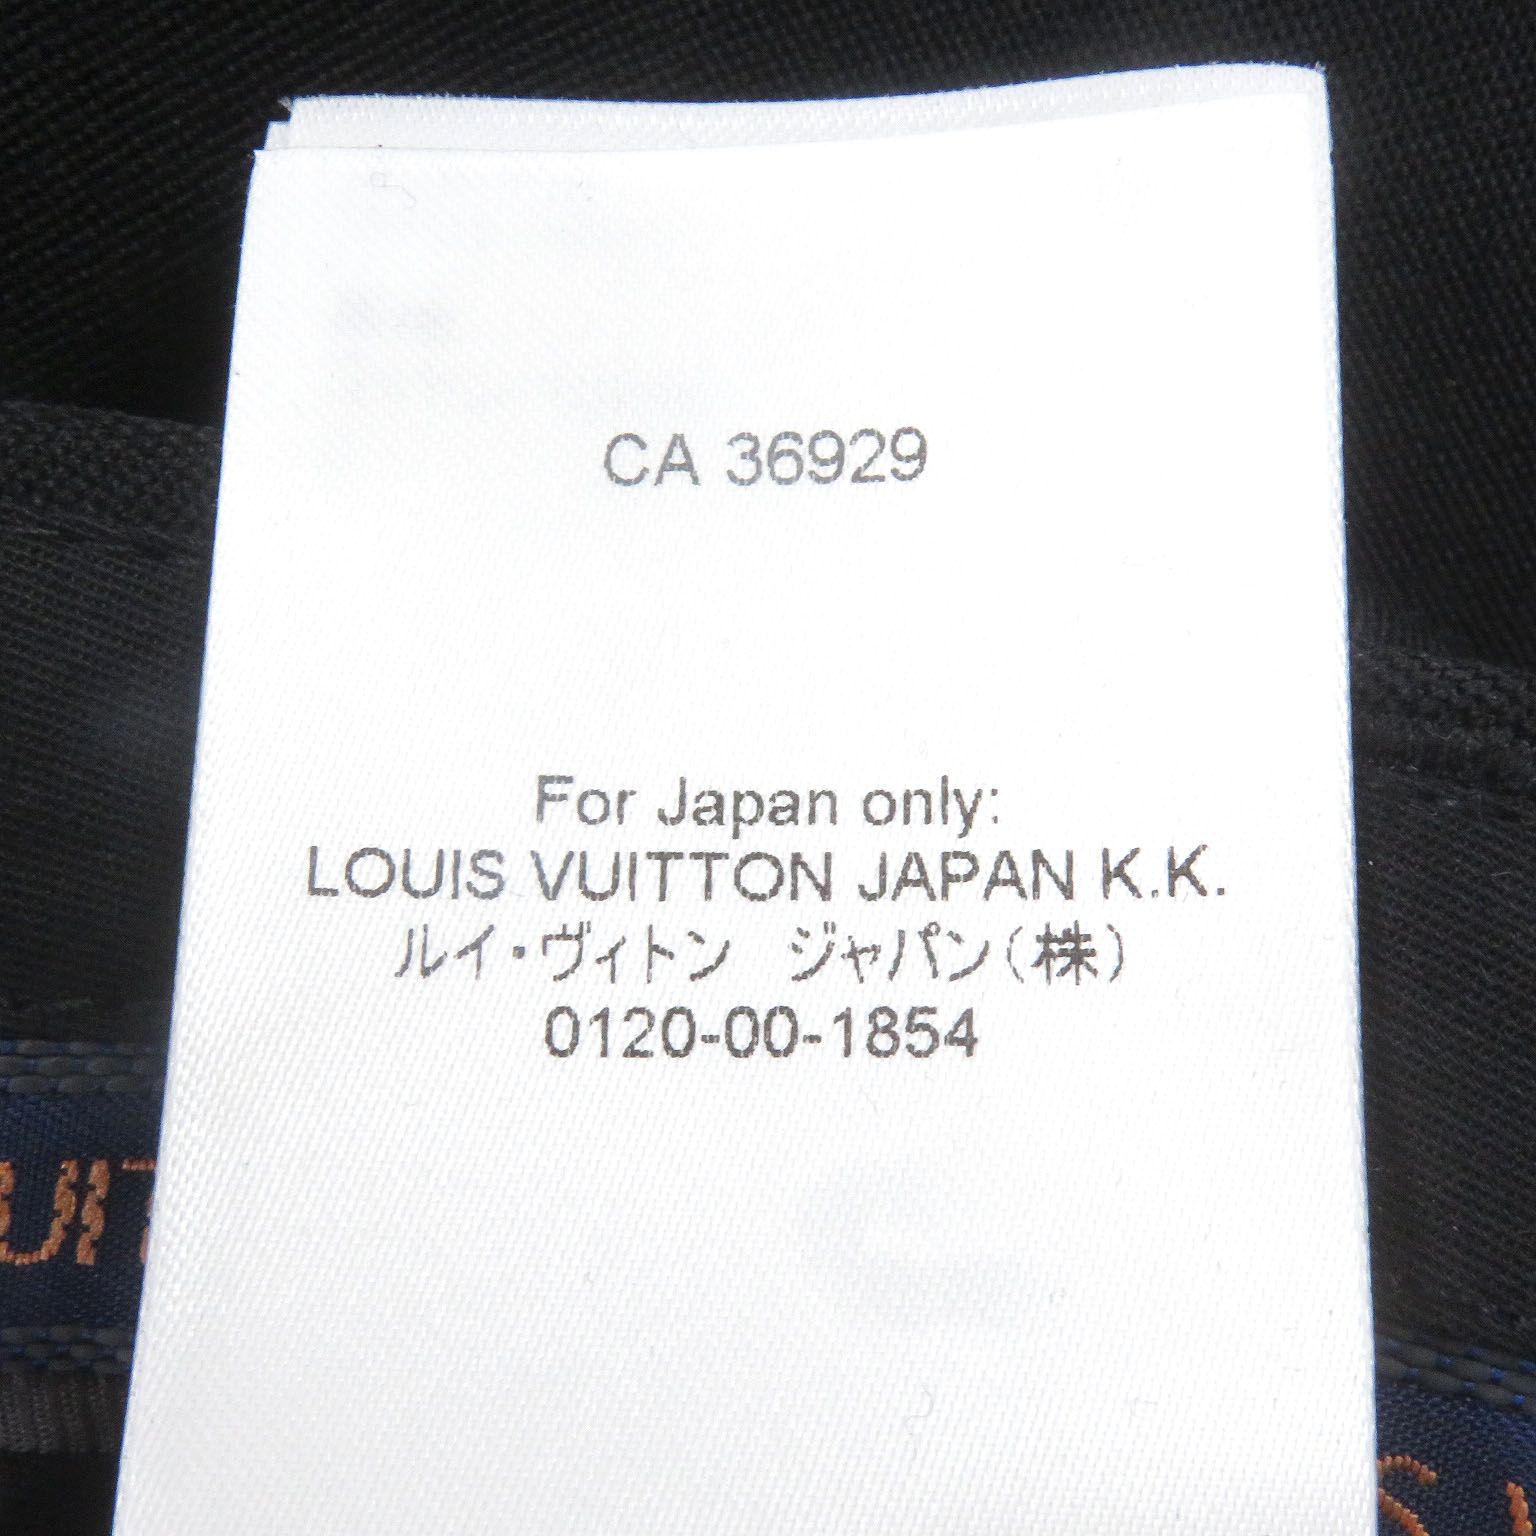 CA 36929
For Japan only:
LOUIS VUITTON JAPAN K.K.
ルイ・ヴィトン　ジャパン(株)
0120-00-1854
UIT
S V